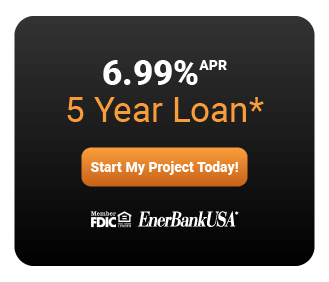 6.99% APR
5 Year Loan*
Start My Project Today!
Member
FDIC EnerBankUSA®